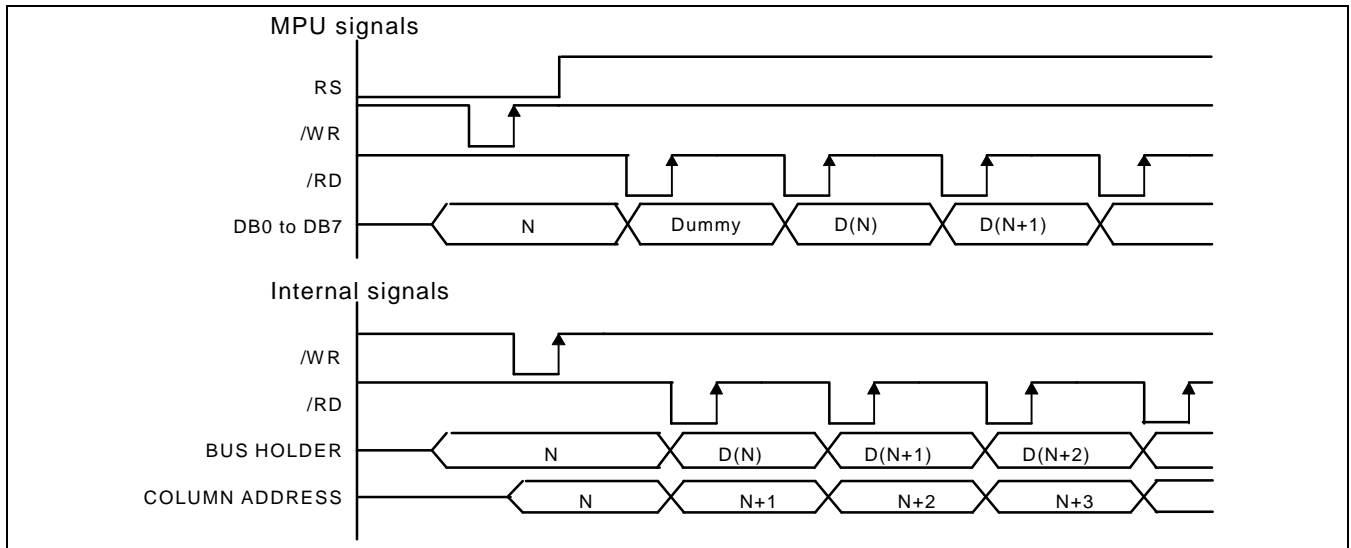 MPU signals
RS
/WR
/RD
DB0 to DB7 N Dummy D(N) D(N+1)
Internal signals
/WR
/RD
BUS HOLDER N D(N) D(N+1) D(N+2)
COLUMN ADDRESS N N+1 N+2 N+3